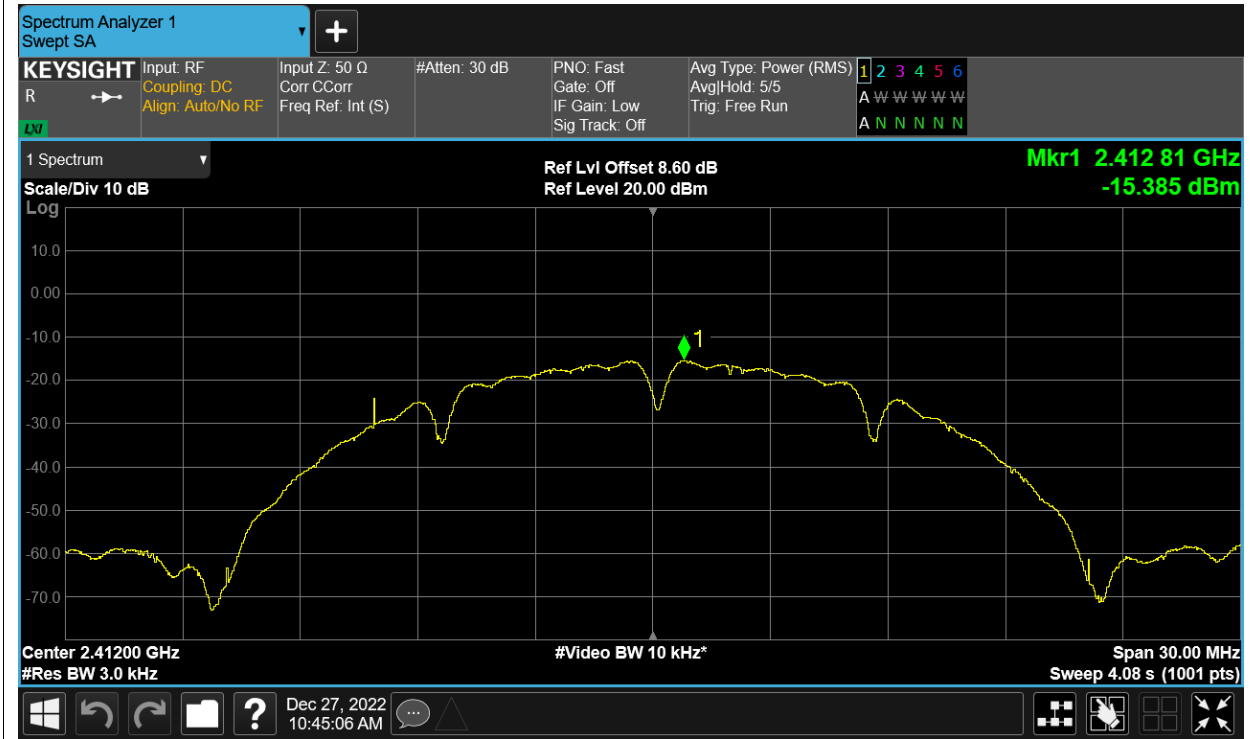 Spectrum Analyzer 1
Swept SA
KEYSIGHT
R
LXI
Input: RF
Coupling: DC
Align: Auto/No RF
Input Z: 50 Ω
Corr CCorr
Freq Ref: Int (S)
#Atten: 30 dB
PNO: Fast
Gate: Off
IF Gain: Low
Sig Track: Off
Avg Type: Power (RMS)
Avg|Hold: 5/5
Trig: Free Run
1 2 3 4 5 6
A W W W W W
A N N N N N
1 Spectrum
Scale/Div 10 dB
Log
Ref Lvl Offset 8.60 dB
Ref Level 20.00 dBm
Mkr1 2.412 81 GHz
-15.385 dBm
10.0
0.00
-10.0
-20.0
-30.0
-40.0
-50.0
-60.0
-70.0
1
Center 2.41200 GHz
#Res BW 3.0 kHz
#Video BW 10 kHz*
Span 30.00 MHz
Sweep 4.08 s (1001 pts)
?
Dec 27, 2022
10:45:06 AM